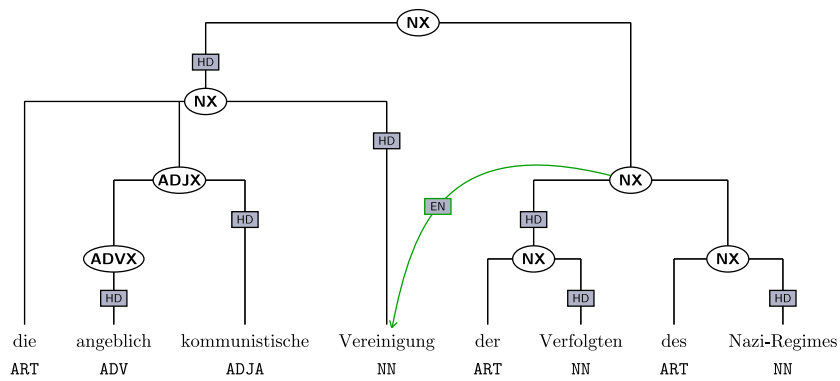 NX
HD
NX
HD
ADJX
NX
EN
HD
HD
ADVX
NX
NX
HD
HD
HD
die angeblich kommunistische Vereinigung der Verfolgten des Nazi-Regimes
ART ADV ADJA NN ART NN ART NN